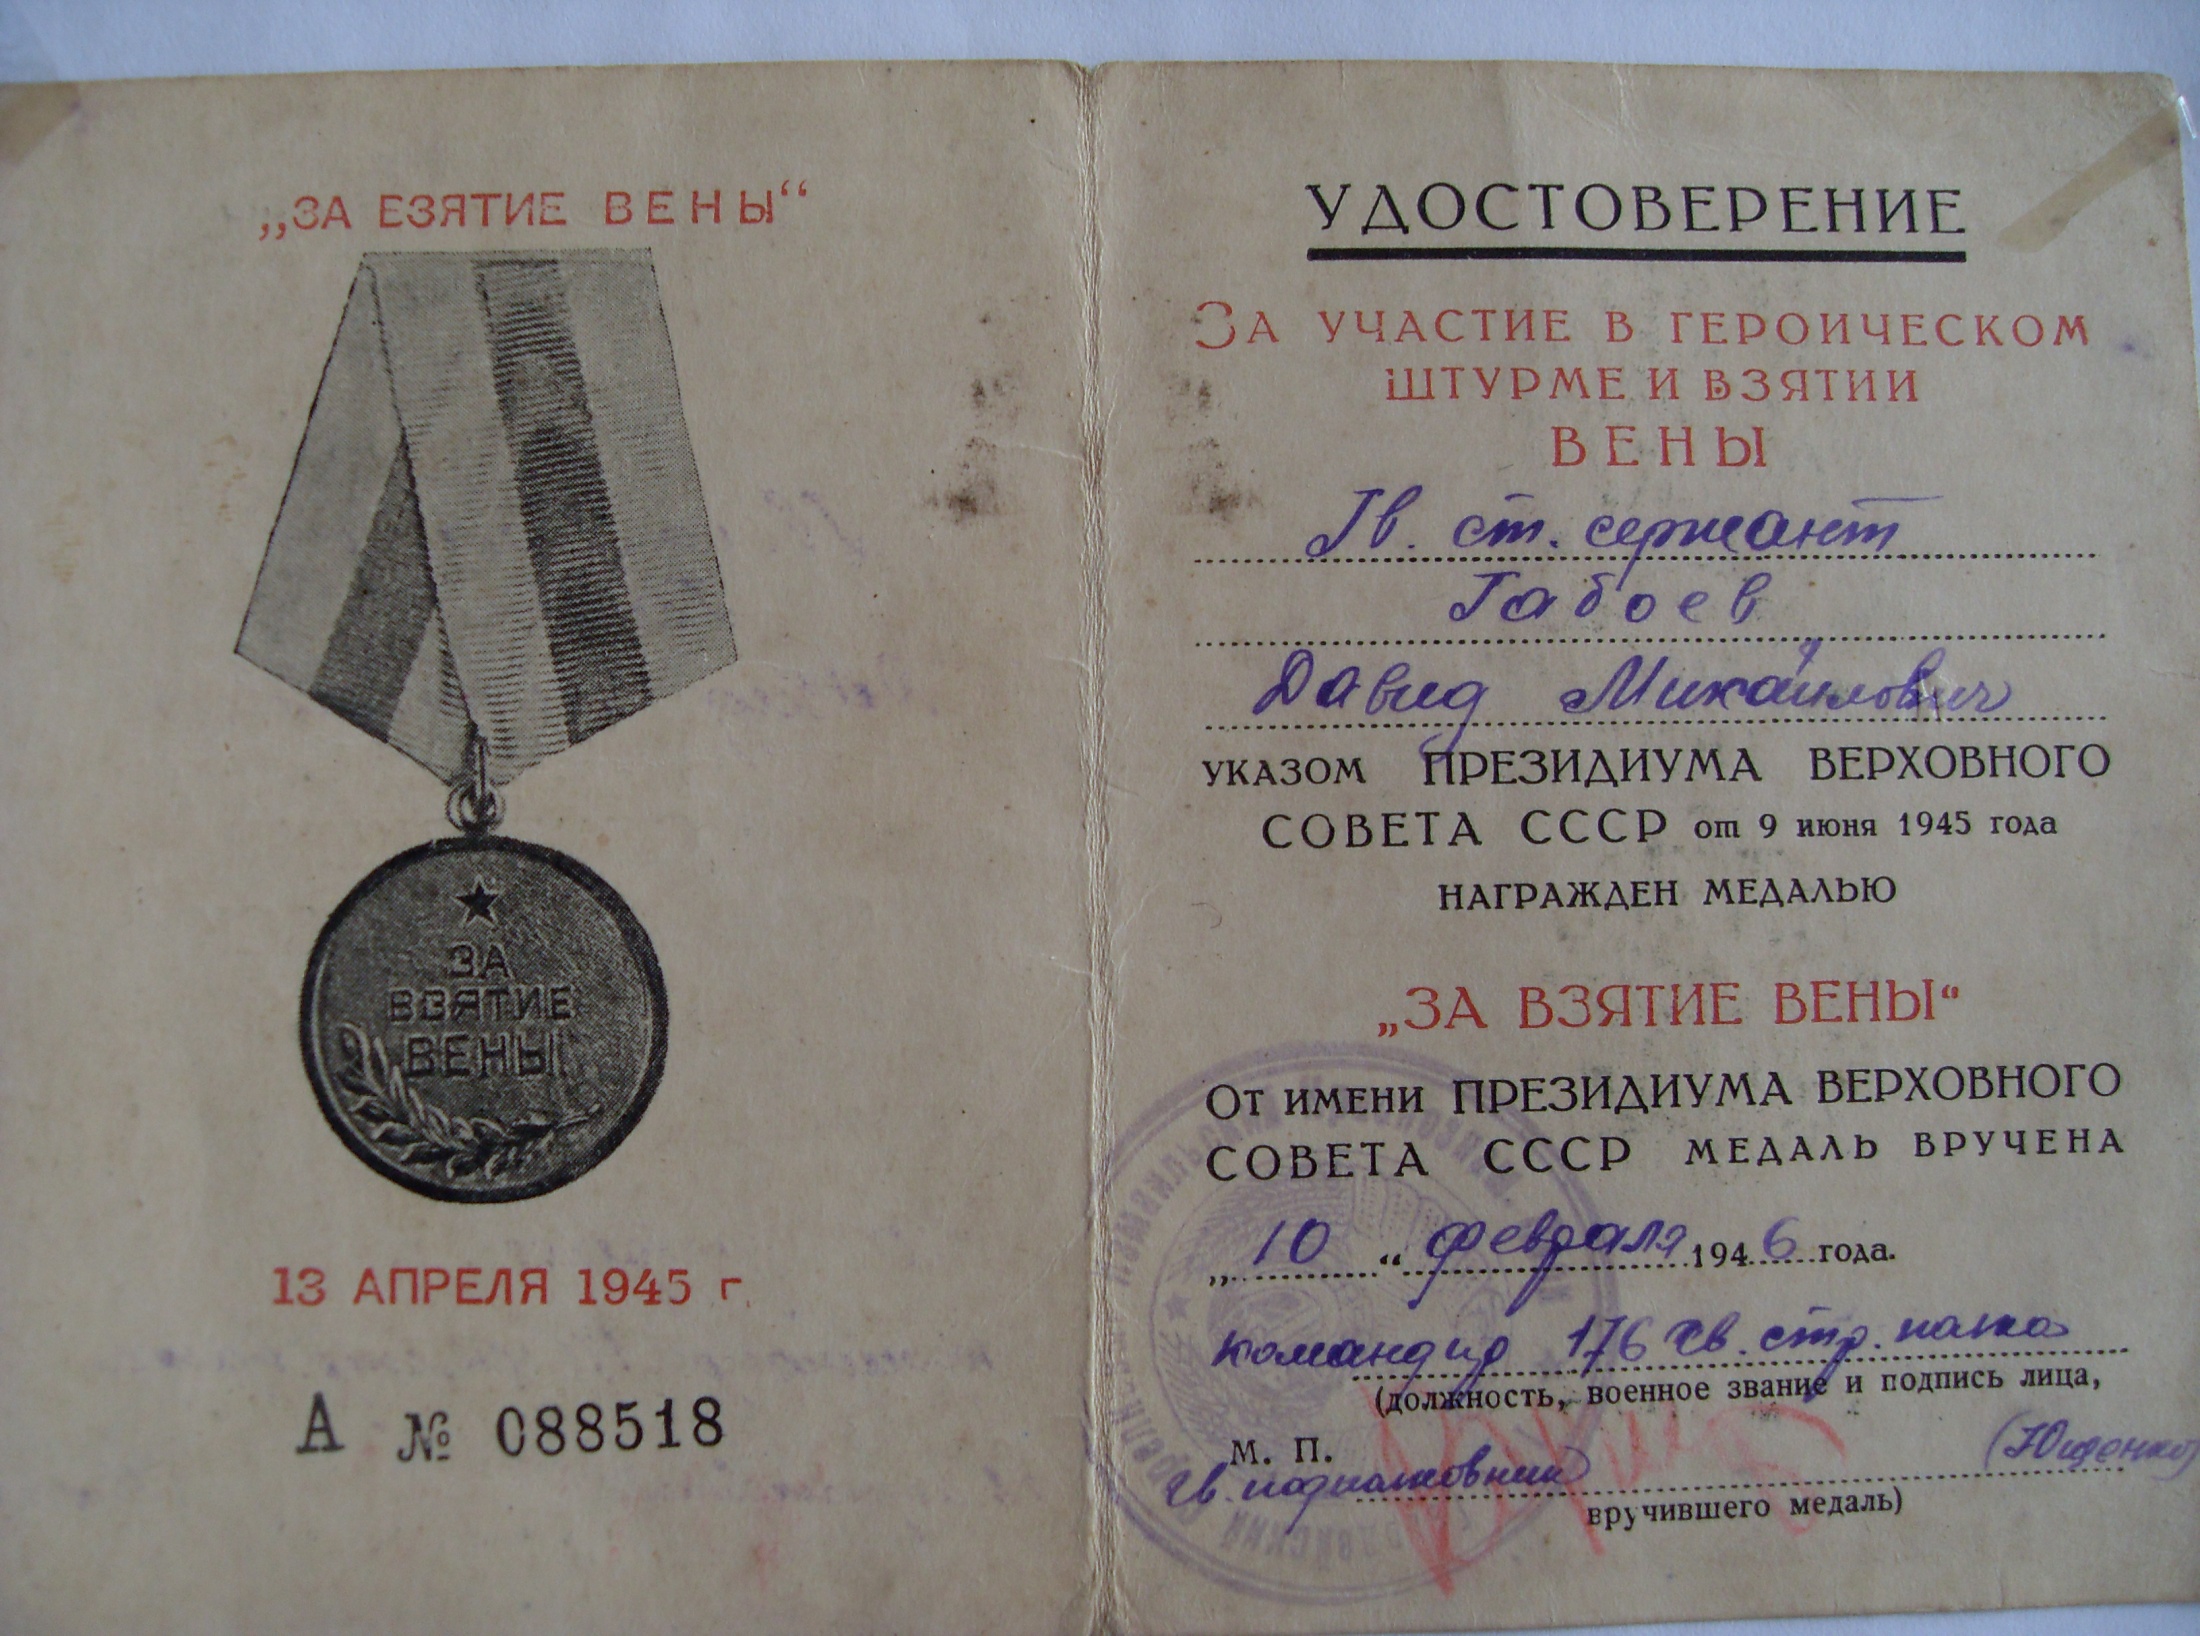 „ЗА ВЗЯТИЕ ВЕНЫ“
ЗА
ВЗЯТИЕ
ВЕНЫ
13 АПРЕЛЯ 1945 г.
А № 088518
УДОСТОВЕРЕНИЕ
ЗА УЧАСТИЕ В ГЕРОИЧЕСКОМ
ШТУРМЕ И ВЗЯТИИ
ВЕНЫ
Гв. ст. сержант
Габоев
Давид Михайлович
УКАЗОМ ПРЕЗИДИУМА ВЕРХОВНОГО
СОВЕТА СССР от 9 июня 1945 года
НАГРАЖДЕН МЕДАЛЬЮ
„ЗА ВЗЯТИЕ ВЕНЫ“
ОТ ИМЕНИ ПРЕЗИДИУМА ВЕРХОВНОГО
СОВЕТА СССР МЕДАЛЬ ВРУЧЕНА
„10“ февраля 1946 года.
командир 176 гв. стр. полка
(должность, военное звание и подпись лица,
М. П.
гв. подполковник (Ющенко)
вручившего медаль)